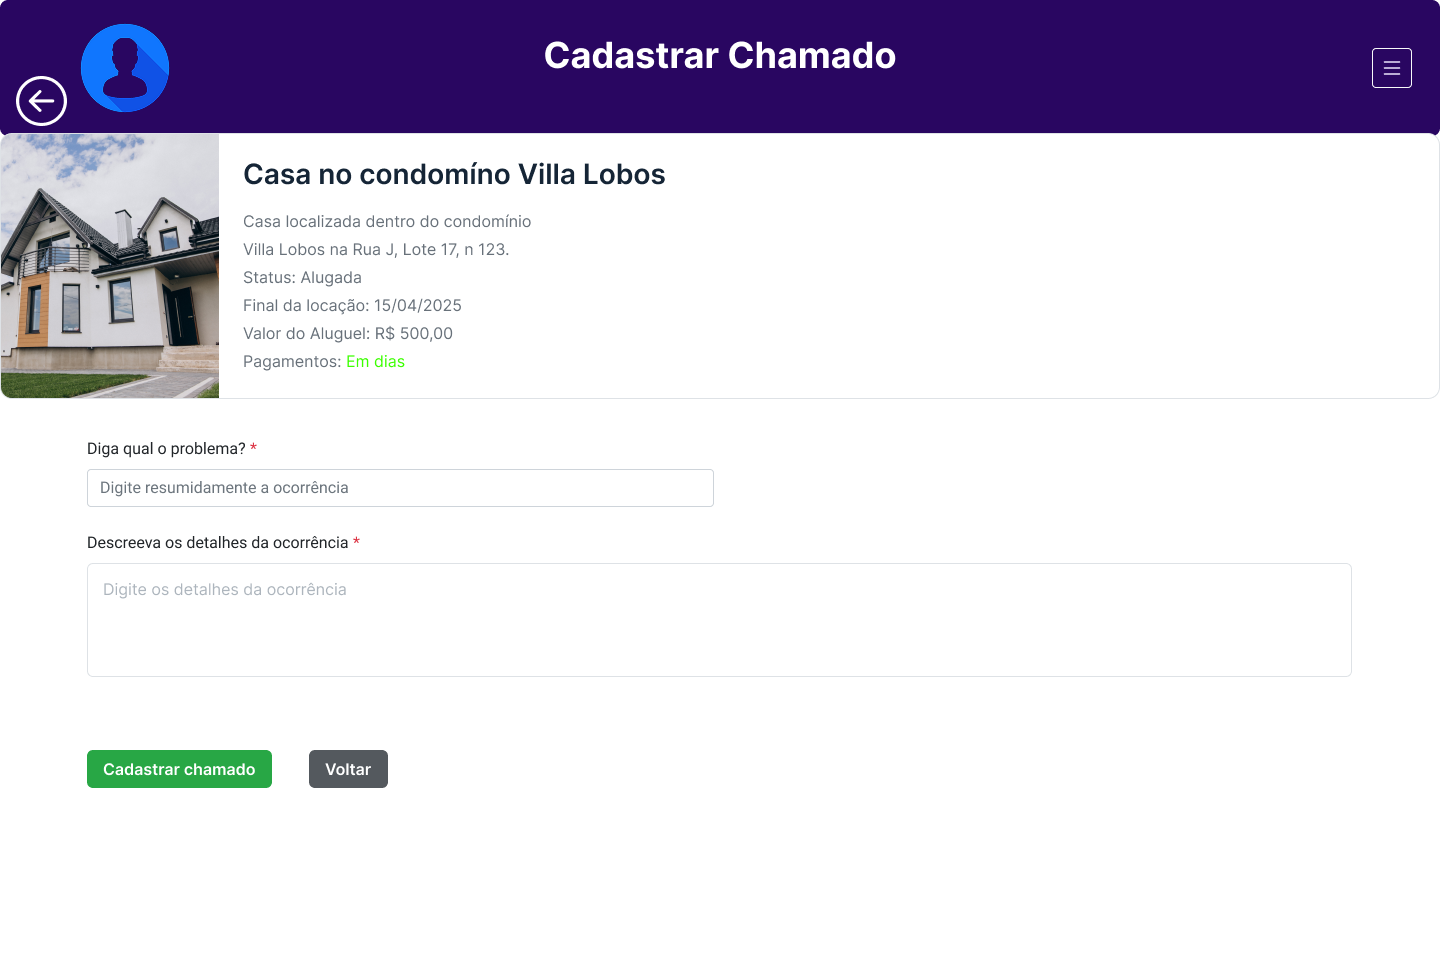 Cadastrar Chamado
Casa no condomíno Villa Lobos
Casa localizada dentro do condomínio
Villa Lobos na Rua J, Lote 17, n 123.
Status: Alugada
Final da locação: 15/04/2025
Valor do Aluguel: R$ 500,00
Pagamentos: Em dias
Diga qual o problema? *
Digite resumidamente a ocorrência
Descreeva os detalhes da ocorrência *
Digite os detalhes da ocorrência
Cadastrar chamado
Voltar